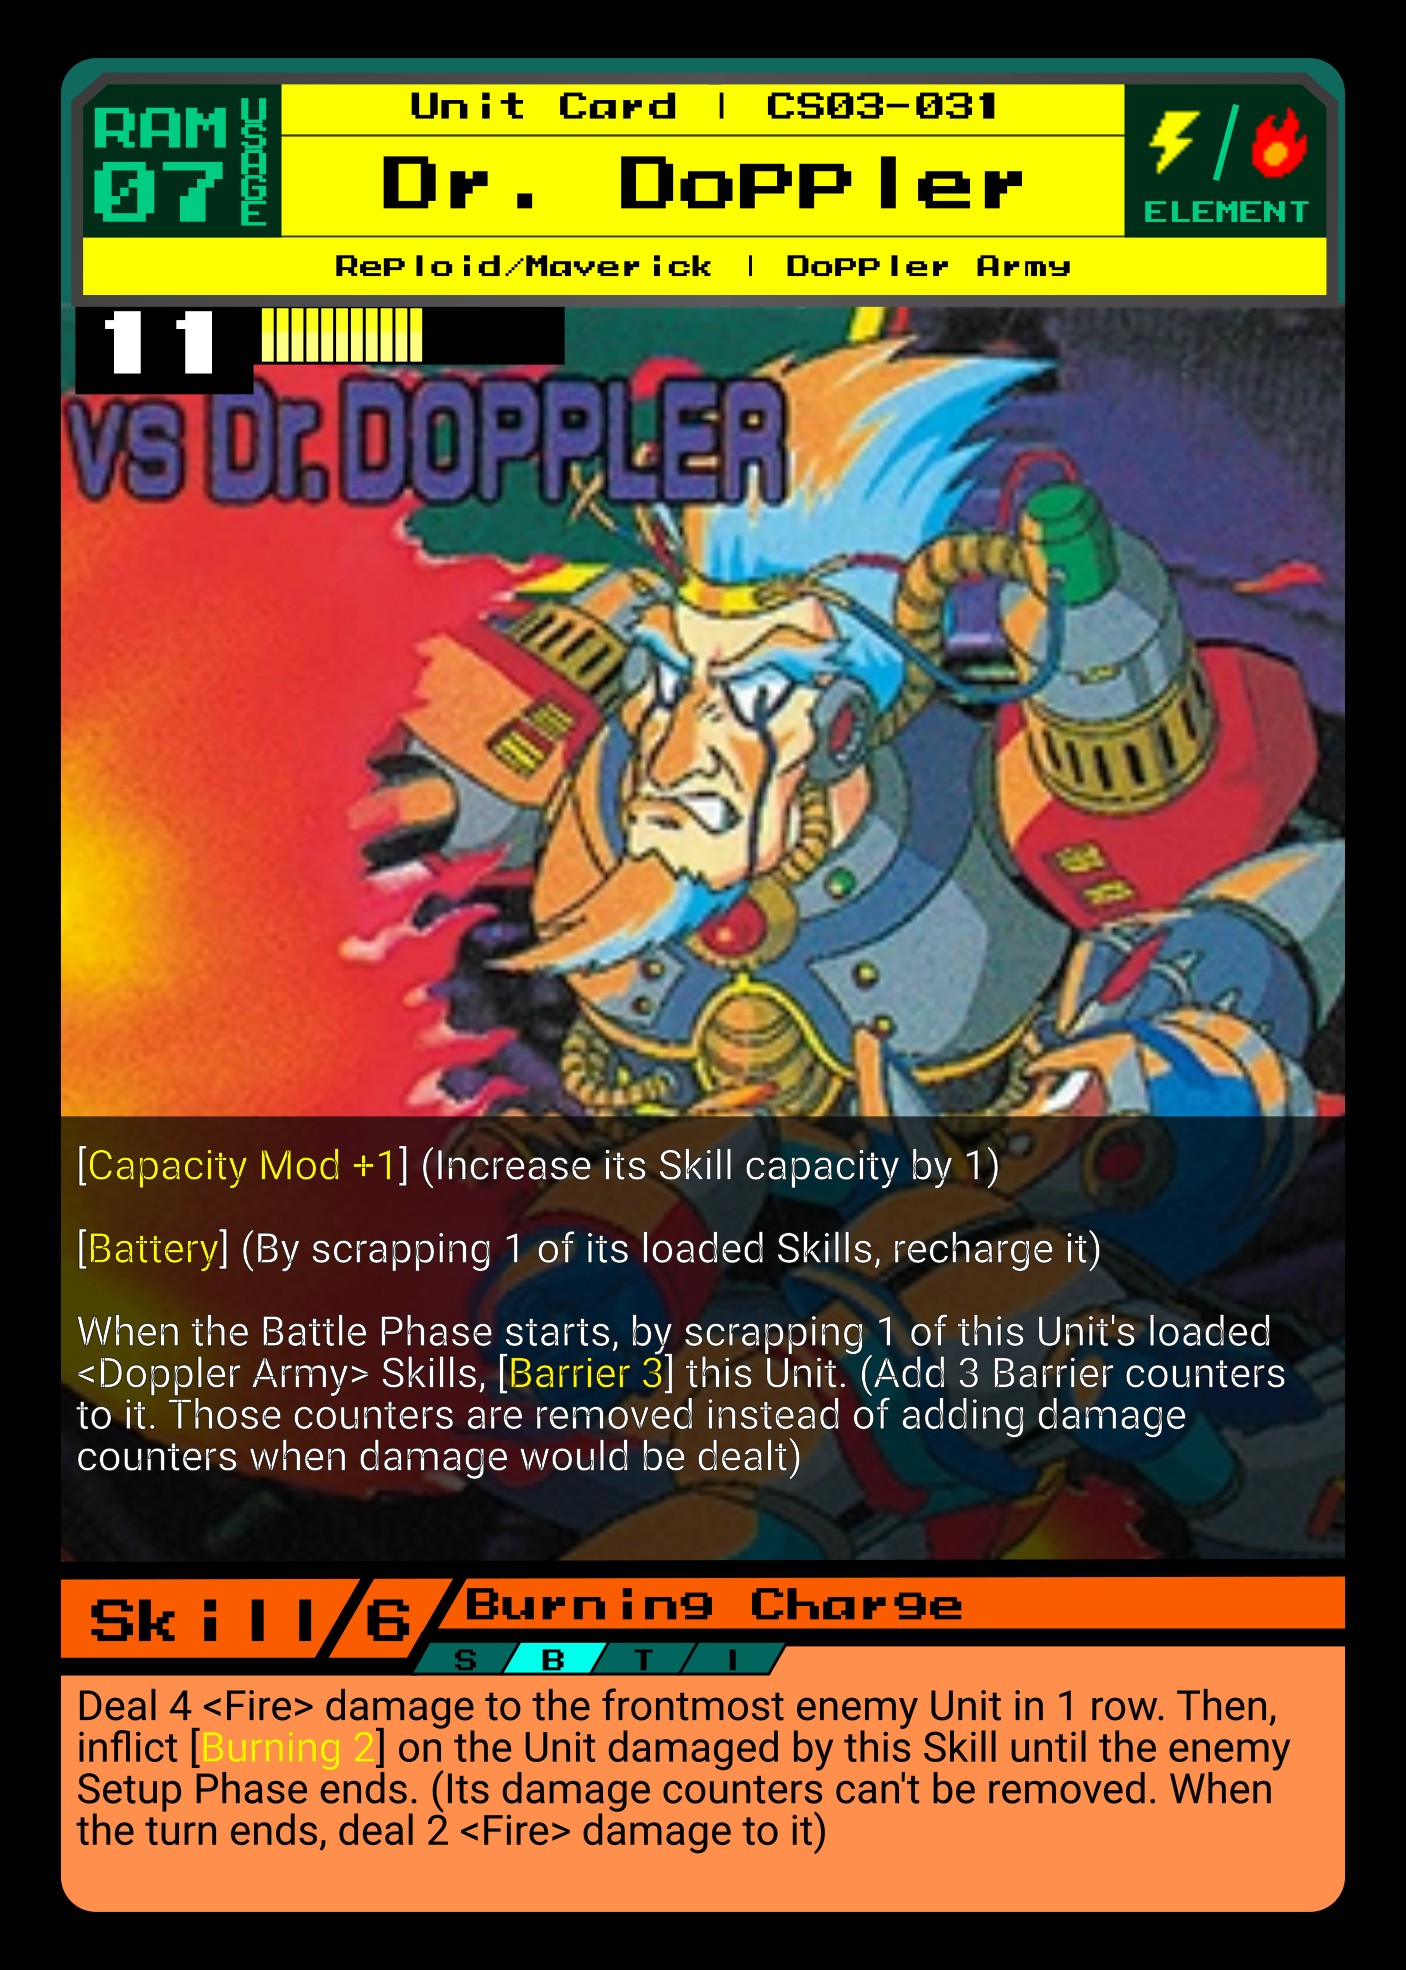 RAM
07
USAGE
Unit Card | CS03-031
Dr. Doppler
ELEMENT
Reploid/Maverick | Doppler Army
11
VS Dr. DOPPLER
[Capacity Mod +1] (Increase its Skill capacity by 1)
[Battery] (By scrapping 1 of its loaded Skills, recharge it)
When the Battle Phase starts, by scrapping 1 of this Unit's loaded
<Doppler Army> Skills, [Barrier 3] this Unit. (Add 3 Barrier counters
to it. Those counters are removed instead of adding damage
counters when damage would be dealt)
Skill/6
Burning Charge
S B T I
Deal 4 <Fire> damage to the frontmost enemy Unit in 1 row. Then,
inflict [Burning 2] on the Unit damaged by this Skill until the enemy
Setup Phase ends. (Its damage counters can't be removed. When
the turn ends, deal 2 <Fire> damage to it)